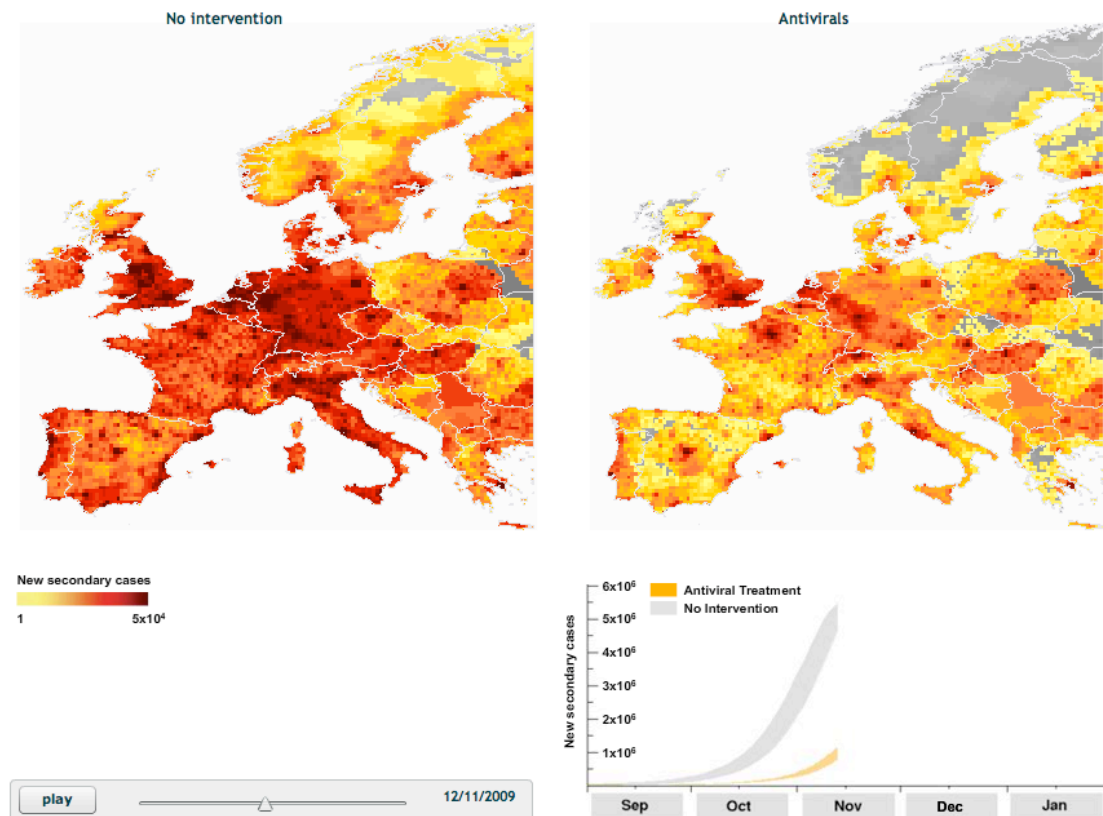 No intervention
Antivirals
New secondary cases
1 5x10⁴
Antiviral Treatment
No Intervention
New secondary cases
6x10⁶
5x10⁶
4x10⁶
3x10⁶
2x10⁶
1x10⁶
Sep Oct Nov Dec Jan
play
12/11/2009